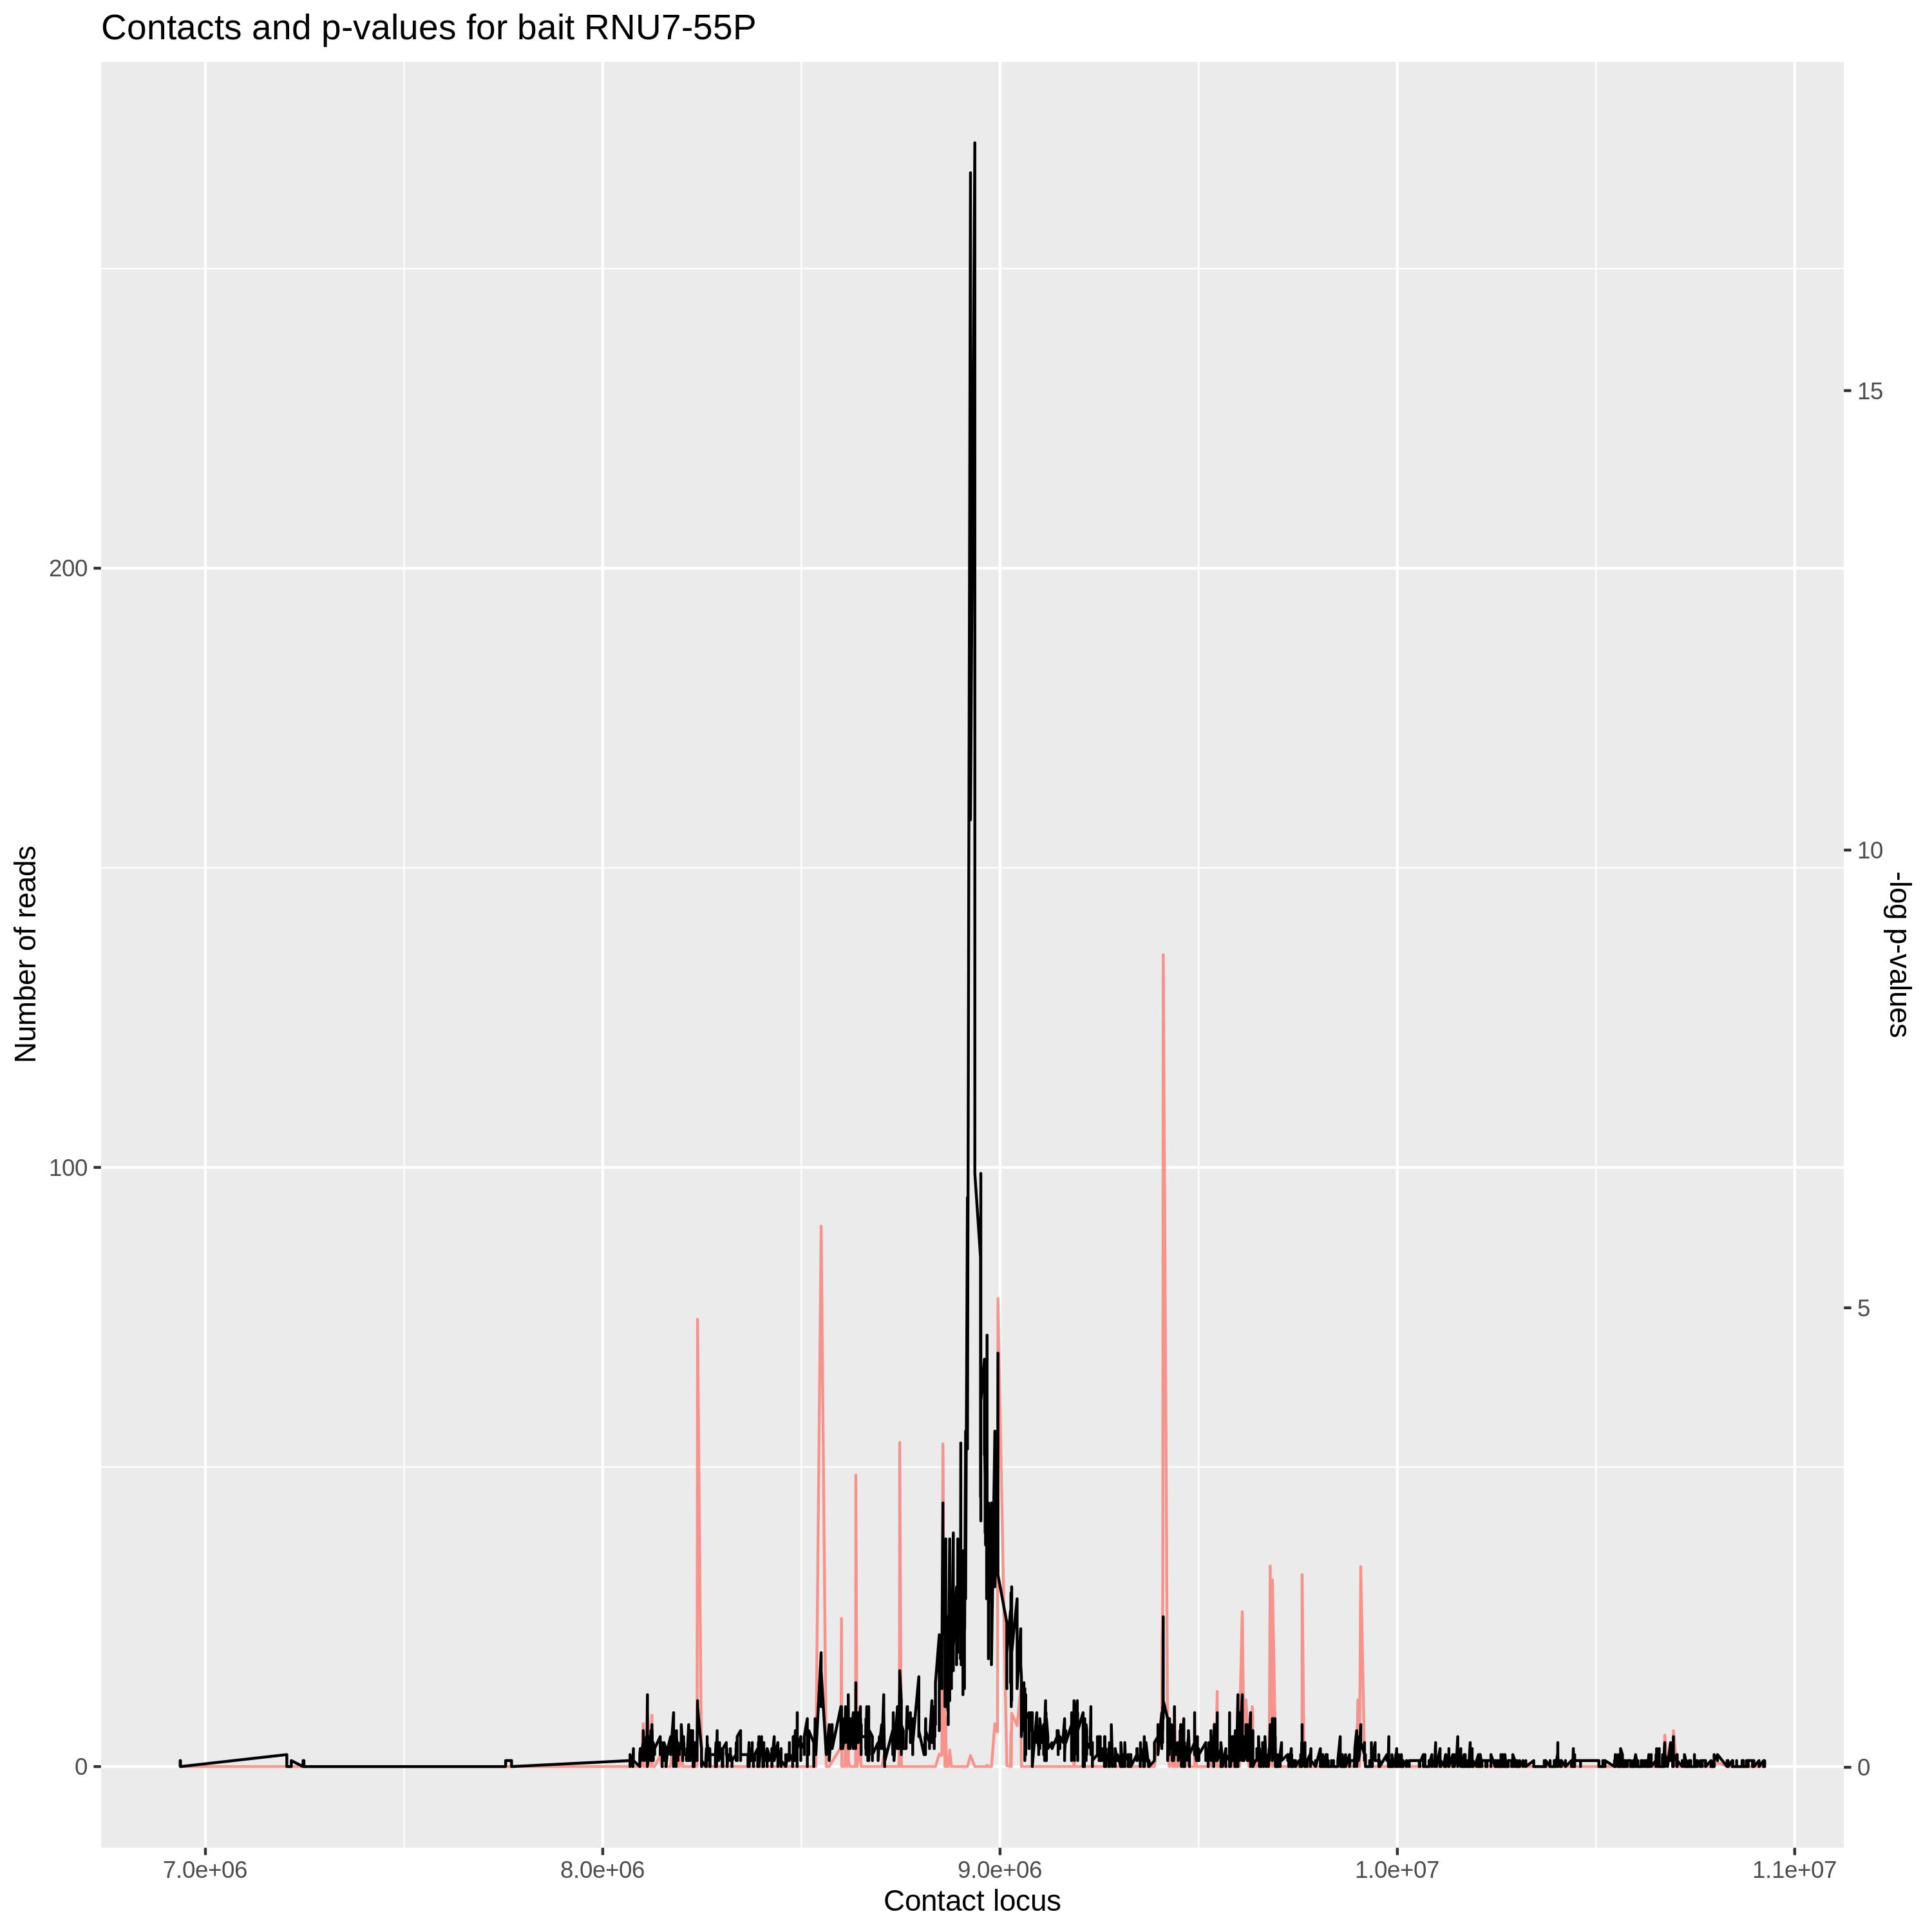 Contacts and p-values for bait RNU7-55P
Number of reads
200
100
0
15
10
5
0
-log p-values
7.0e+06
8.0e+06
9.0e+06
1.0e+07
1.1e+07
Contact locus